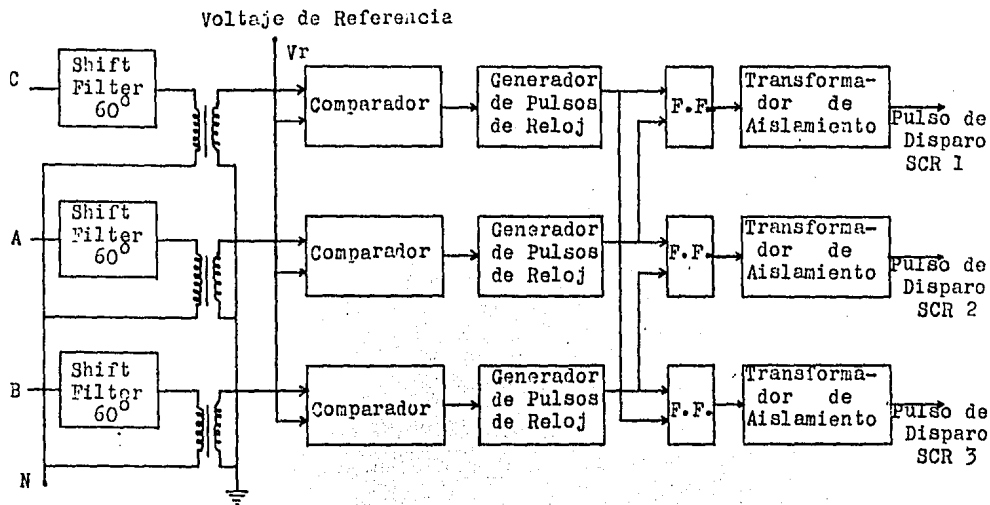 Voltaje de Referencia
Vr
C
Shift
Filter
60°
Comparador
Generador
de Pulsos
de Reloj
F.F.
Transforma-
dor de
Aislamiento
Pulso de
Disparo
SCR 1
A
Shift
Filter
60°
Comparador
Generador
de Pulsos
de Reloj
F.F.
Transforma-
dor de
Aislamiento
Pulso de
Disparo
SCR 2
B
Shift
Filter
60°
Comparador
Generador
de Pulsos
de Reloj
F.F.
Transforma-
dor de
Aislamiento
Pulso de
Disparo
SCR 3
N